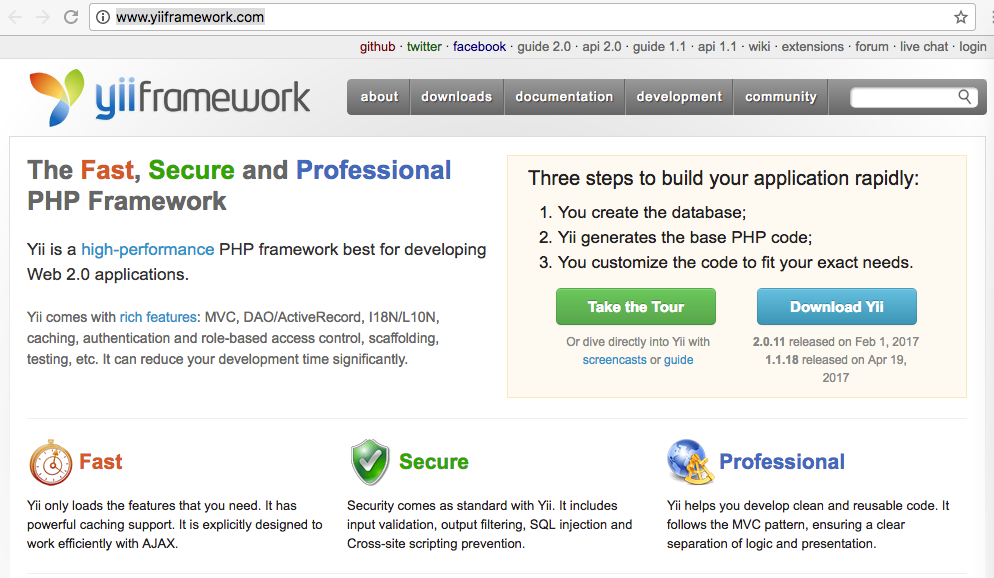 www.yiiframework.com
github · twitter · facebook · guide 2.0 · api 2.0 · guide 1.1 · api 1.1 · wiki · extensions · forum · live chat · login
yiiframework
about downloads documentation development community
The Fast, Secure and Professional
PHP Framework
Yii is a high-performance PHP framework best for developing
Web 2.0 applications.
Yii comes with rich features: MVC, DAO/ActiveRecord, I18N/L10N,
caching, authentication and role-based access control, scaffolding,
testing, etc. It can reduce your development time significantly.
Three steps to build your application rapidly:
1. You create the database;
2. Yii generates the base PHP code;
3. You customize the code to fit your exact needs.
Take the Tour
Or dive directly into Yii with
screencasts or guide
Download Yii
2.0.11 released on Feb 1, 2017
1.1.18 released on Apr 19,
2017
Fast
Yii only loads the features that you need. It has
powerful caching support. It is explicitly designed to
work efficiently with AJAX.
Secure
Security comes as standard with Yii. It includes
input validation, output filtering, SQL injection and
Cross-site scripting prevention.
Professional
Yii helps you develop clean and reusable code. It
follows the MVC pattern, ensuring a clear
separation of logic and presentation.